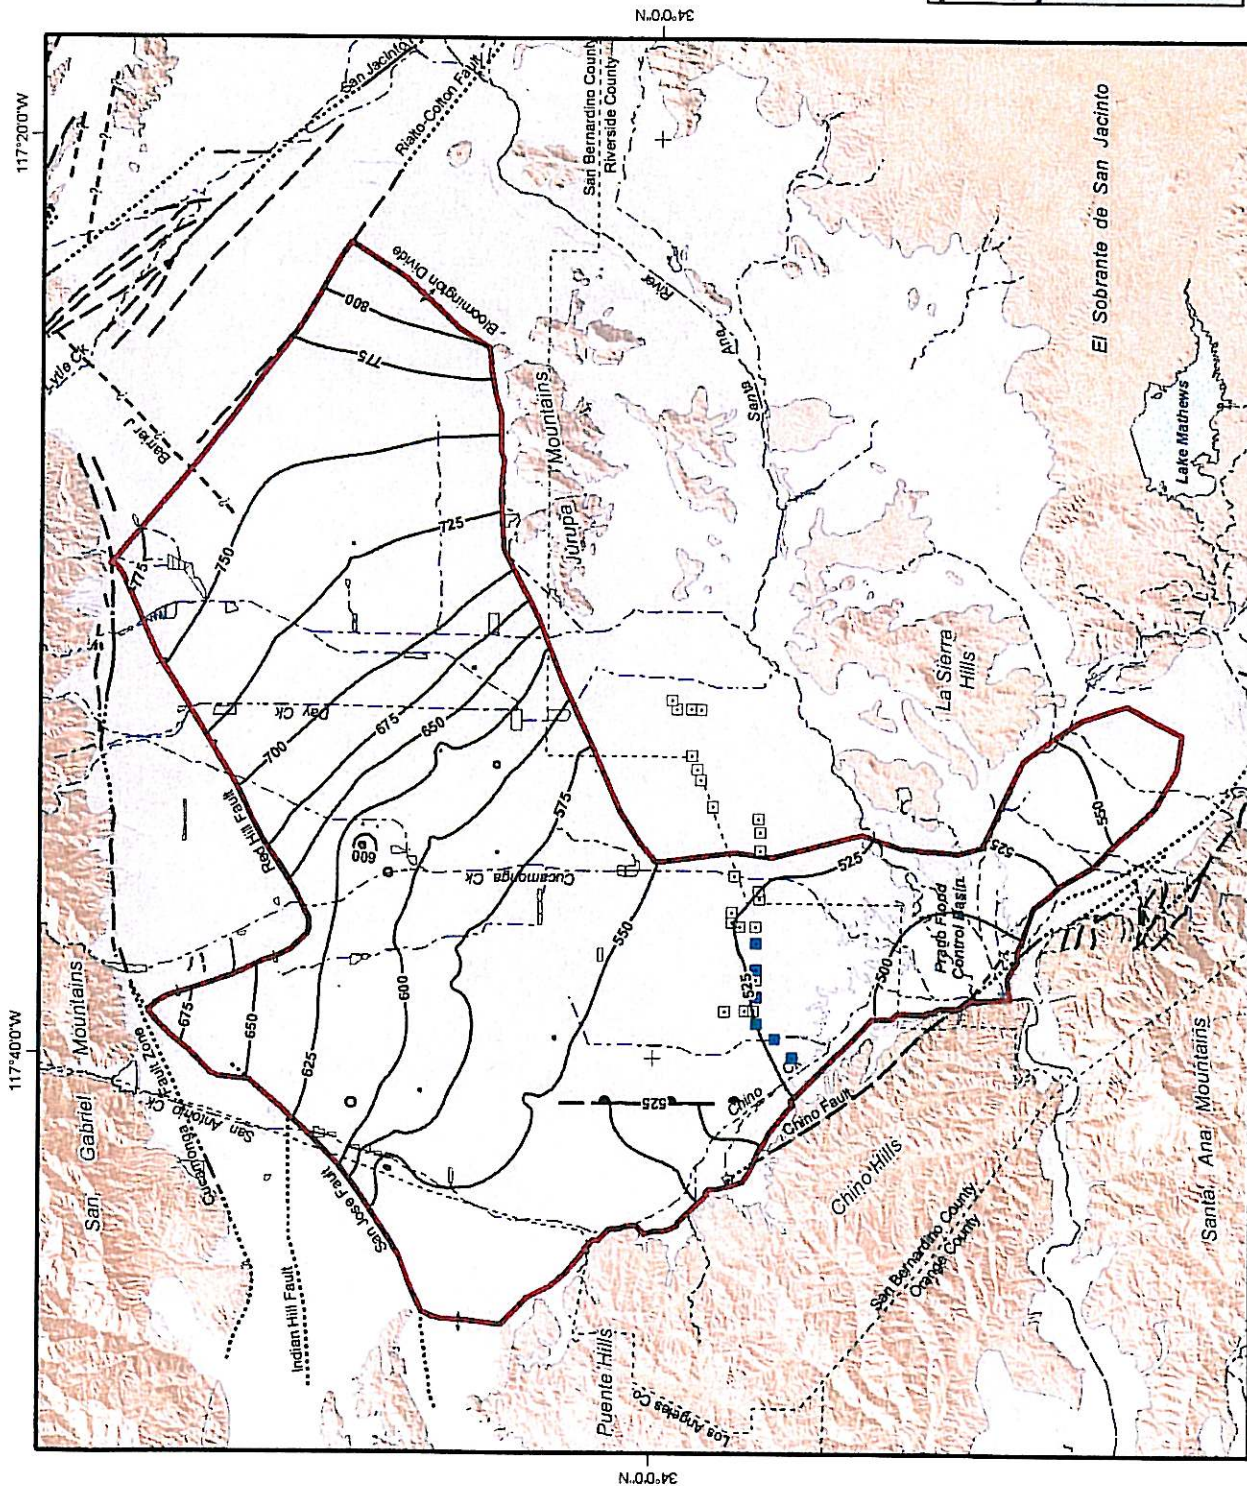 117°40'0"W
117°20'0"W
34°0'0"N
34°0'0"N
San Gabriel Mountains
Cucamonga Fault Zone
San Antonio Ck
Indian Hill Fault
San Jose Fault
Red Hill Fault
Day Ck
Cucamonga Ck
Lytle Ck
Barrier J
San Jacinto
Rialto-Colton Fault
Bloomington Divide
San Bernardino County
Riverside County
Jurupa Mountains
Santa Ana River
La Sierra
Hills
El Sobrante de San Jacinto
Lake Mathews
Prado Flood
Control Basin
Chino
Chino Fault
Chino Hills
San Bernardino County
Orange County
Santa Ana Mountains
Puente Hills
Los Angeles Co
675
650
625
600
600
550
575
525
525
525
525
500
550
650
675
700
725
750
775
775
800